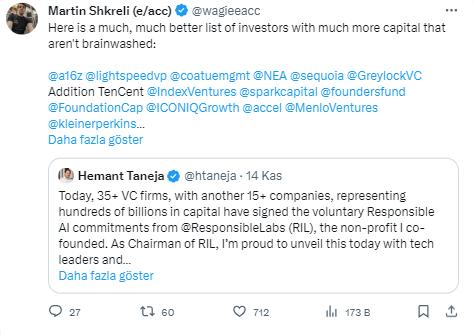 Martin Shkreli (e/acc) @wagieeacc
Here is a much, much better list of investors with much more capital that
aren't brainwashed:
@a16z @lightspeedvp @coatuemgmt @NEA @sequoia @GreylockVC
Addition TenCent @IndexVentures @sparkcapital @foundersfund
@FoundationCap @ICONIQGrowth @accel @MenloVentures
@kleinerperkins...
Daha fazla göster
Hemant Taneja @htaneja · 14 Kas
Today, 35+ VC firms, with another 15+ companies, representing
hundreds of billions in capital have signed the voluntary Responsible
AI commitments from @ResponsibleLabs (RIL), the non-profit I co-
founded. As Chairman of RIL, I'm proud to unveil this today with tech
leaders and...
Daha fazla göster
27 60 712 173 B